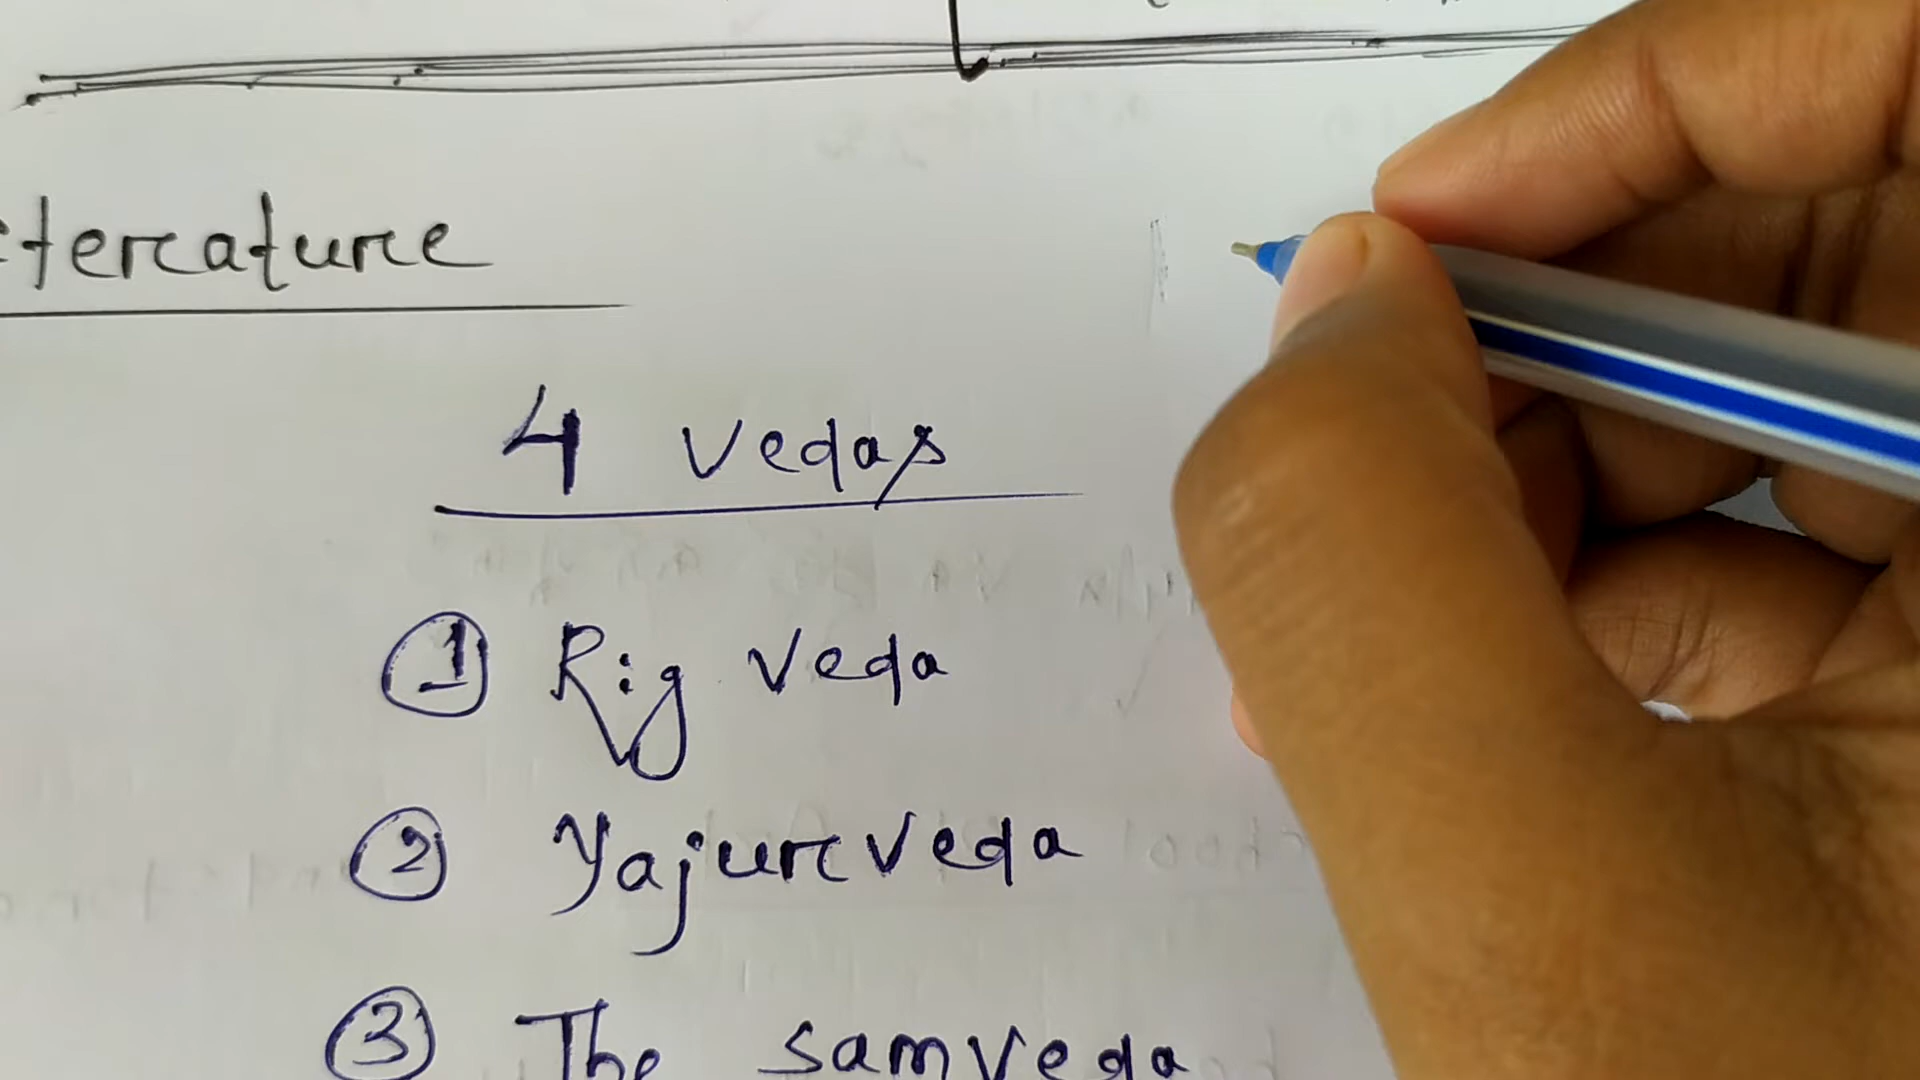 terature
4 Vedas
① Rig Veda
② Yajurveda
③ The samveda